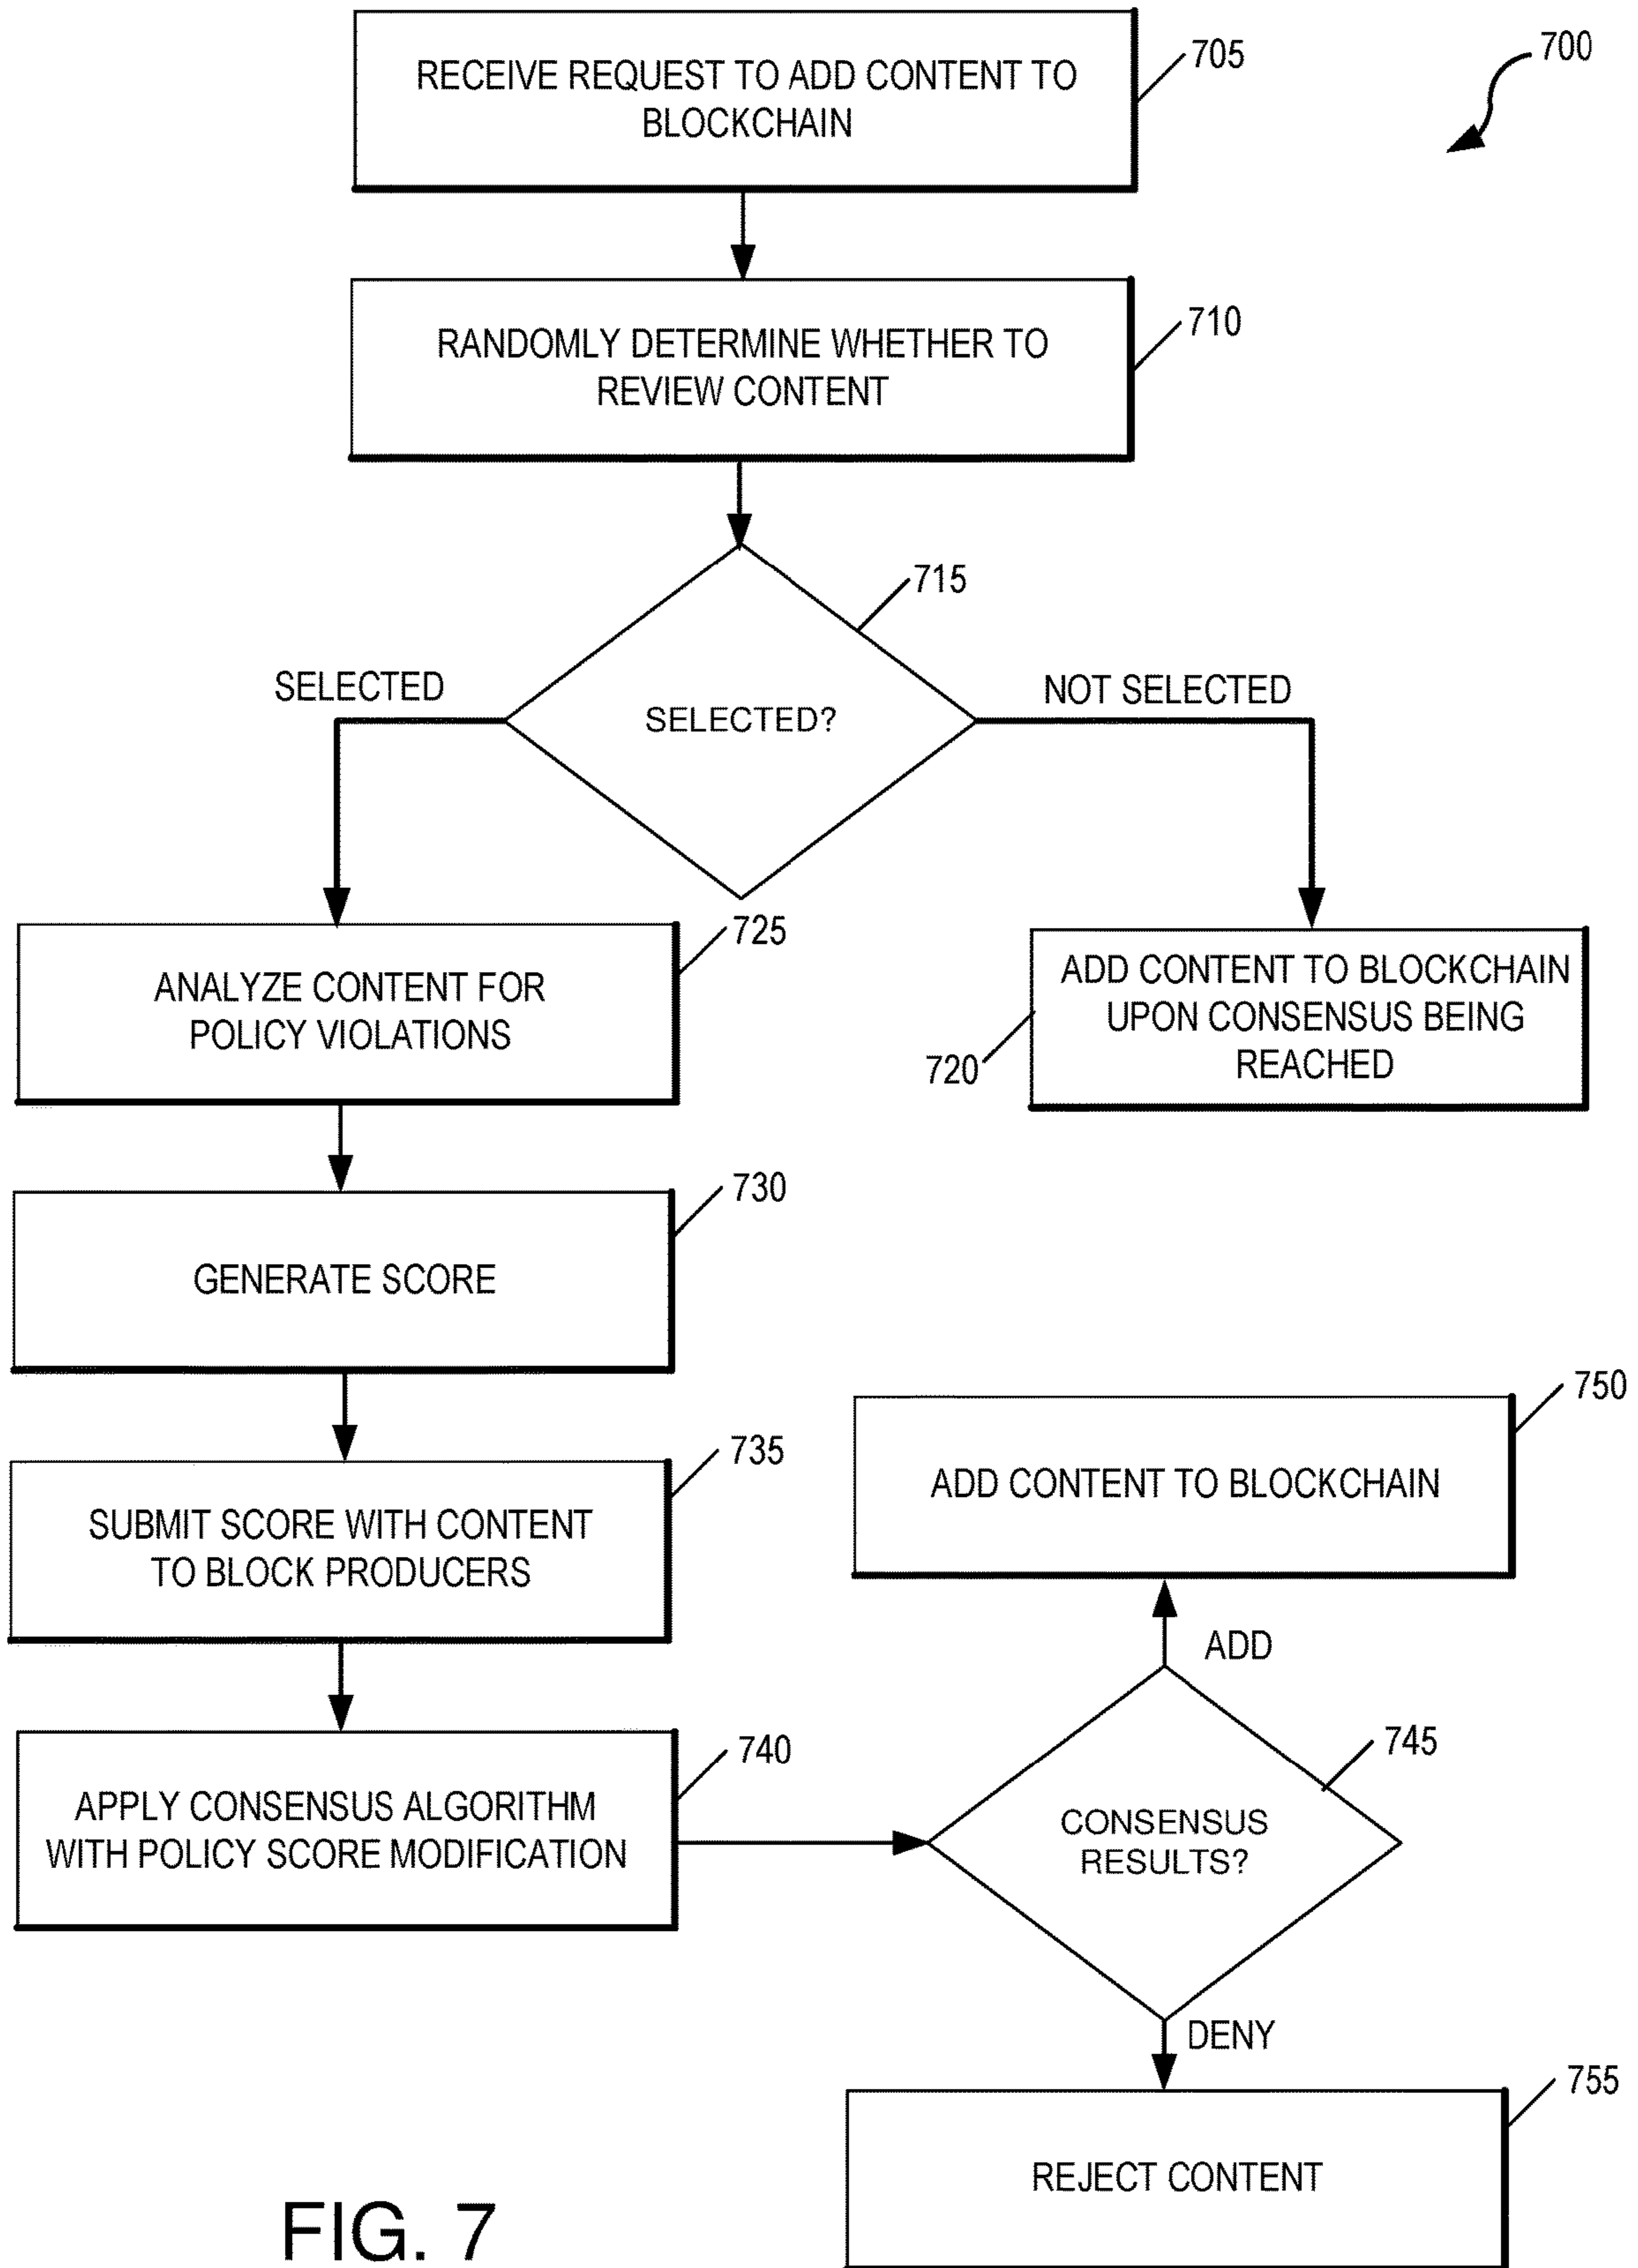 RECEIVE REQUEST TO ADD CONTENT TO
BLOCKCHAIN
705
700
RANDOMLY DETERMINE WHETHER TO
REVIEW CONTENT
710
715
SELECTED
SELECTED?
NOT SELECTED
725
ANALYZE CONTENT FOR
POLICY VIOLATIONS
ADD CONTENT TO BLOCKCHAIN
UPON CONSENSUS BEING
REACHED
720
730
GENERATE SCORE
735
SUBMIT SCORE WITH CONTENT
TO BLOCK PRODUCERS
750
ADD CONTENT TO BLOCKCHAIN
ADD
740
APPLY CONSENSUS ALGORITHM
WITH POLICY SCORE MODIFICATION
745
CONSENSUS
RESULTS?
DENY
755
REJECT CONTENT
FIG. 7